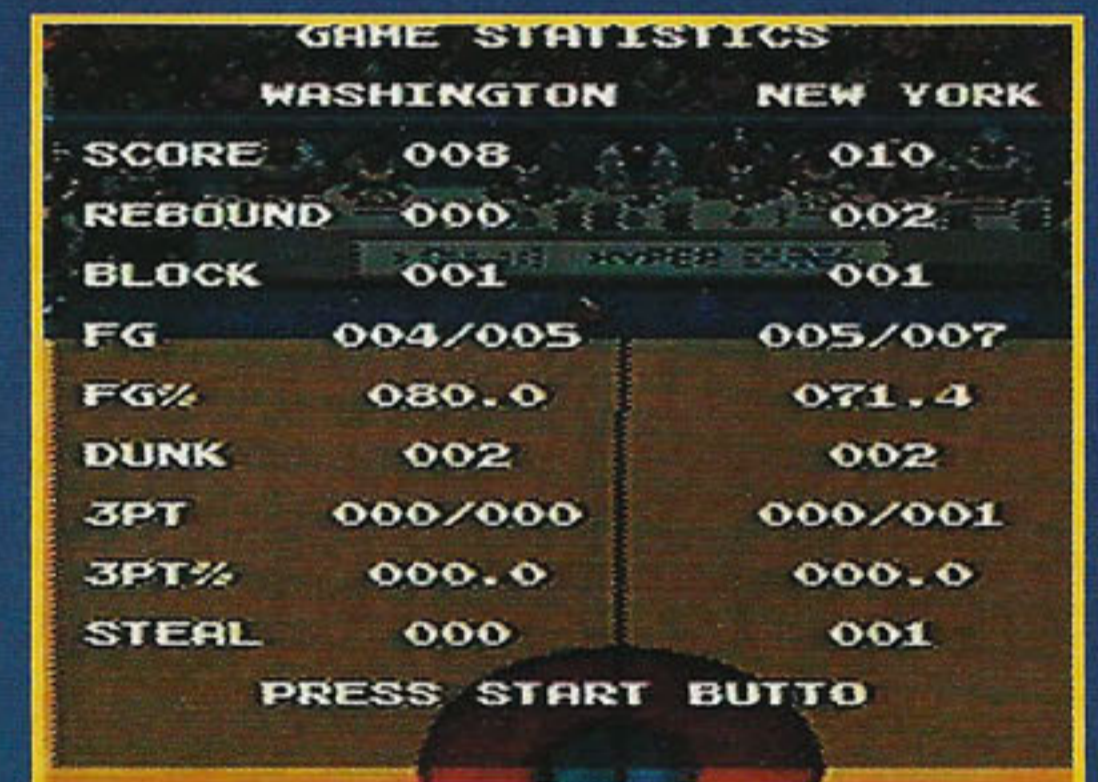 GAME STATISTICS
WASHINGTON NEW YORK
SCORE 008 010
REBOUND 000 002
BLOCK 001 001
FG 004/005 005/007
FG% 080.0 071.4
DUNK 002 002
3PT 000/000 000/001
3PT% 000.0 000.0
STEAL 000 001
PRESS START BUTTO